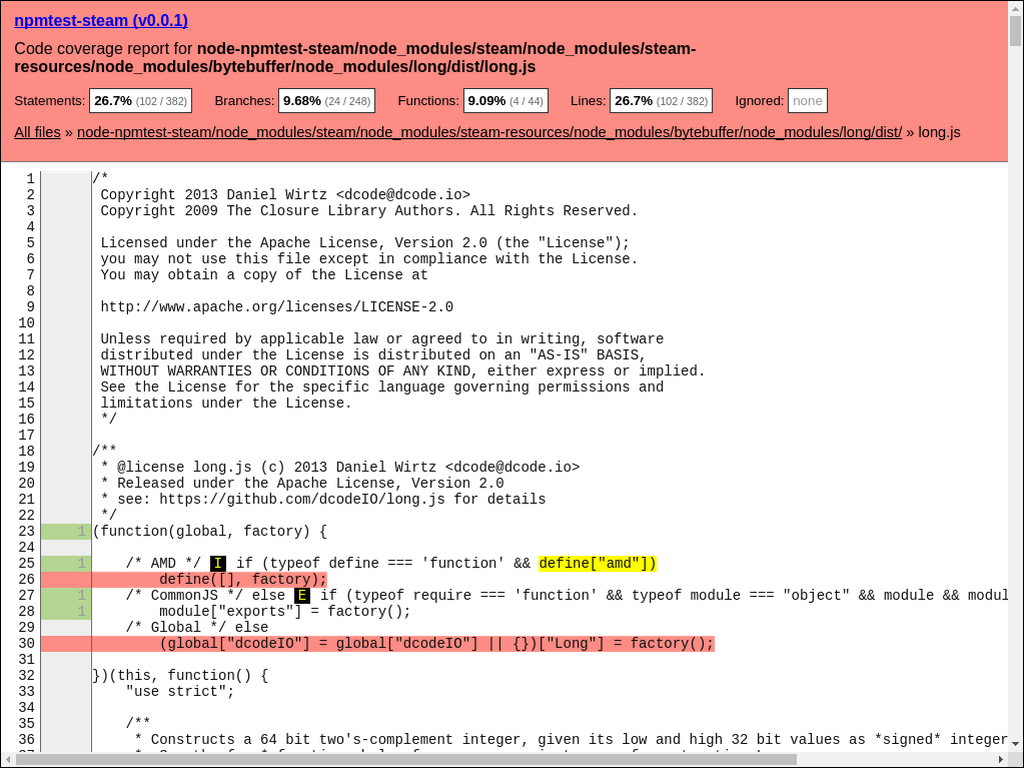 npmtest-steam (v0.0.1)
Code coverage report for node-npmtest-steam/node_modules/steam/node_modules/steam-
resources/node_modules/bytebuffer/node_modules/long/dist/long.js
Statements: 26.7% (102 / 382) Branches: 9.68% (24 / 248) Functions: 9.09% (4 / 44) Lines: 26.7% (102 / 382) Ignored: none
All files » node-npmtest-steam/node_modules/steam/node_modules/steam-resources/node_modules/bytebuffer/node_modules/long/dist/ » long.js
1 /*
2 Copyright 2013 Daniel Wirtz <dcode@dcode.io>
3 Copyright 2009 The Closure Library Authors. All Rights Reserved.
4
5 Licensed under the Apache License, Version 2.0 (the "License");
6 you may not use this file except in compliance with the License.
7 You may obtain a copy of the License at
8
9 http://www.apache.org/licenses/LICENSE-2.0
10
11 Unless required by applicable law or agreed to in writing, software
12 distributed under the License is distributed on an "AS-IS" BASIS,
13 WITHOUT WARRANTIES OR CONDITIONS OF ANY KIND, either express or implied.
14 See the License for the specific language governing permissions and
15 limitations under the License.
16 */
17
18 /**
19 * @license long.js (c) 2013 Daniel Wirtz <dcode@dcode.io>
20 * Released under the Apache License, Version 2.0
21 * see: https://github.com/dcodeIO/long.js for details
22 */
23 1 (function(global, factory) {
24
25 1 /* AMD */ I if (typeof define === 'function' && define["amd"])
26 define([], factory);
27 1 /* CommonJS */ else E if (typeof require === 'function' && typeof module === "object" && module && modul
28 1 module["exports"] = factory();
29 /* Global */ else
30 (global["dcodeIO"] = global["dcodeIO"] || {})["Long"] = factory();
31
32 })(this, function() {
33 "use strict";
34
35 /**
36 * Constructs a 64 bit two's-complement integer, given its low and high 32 bit values as *signed* integer